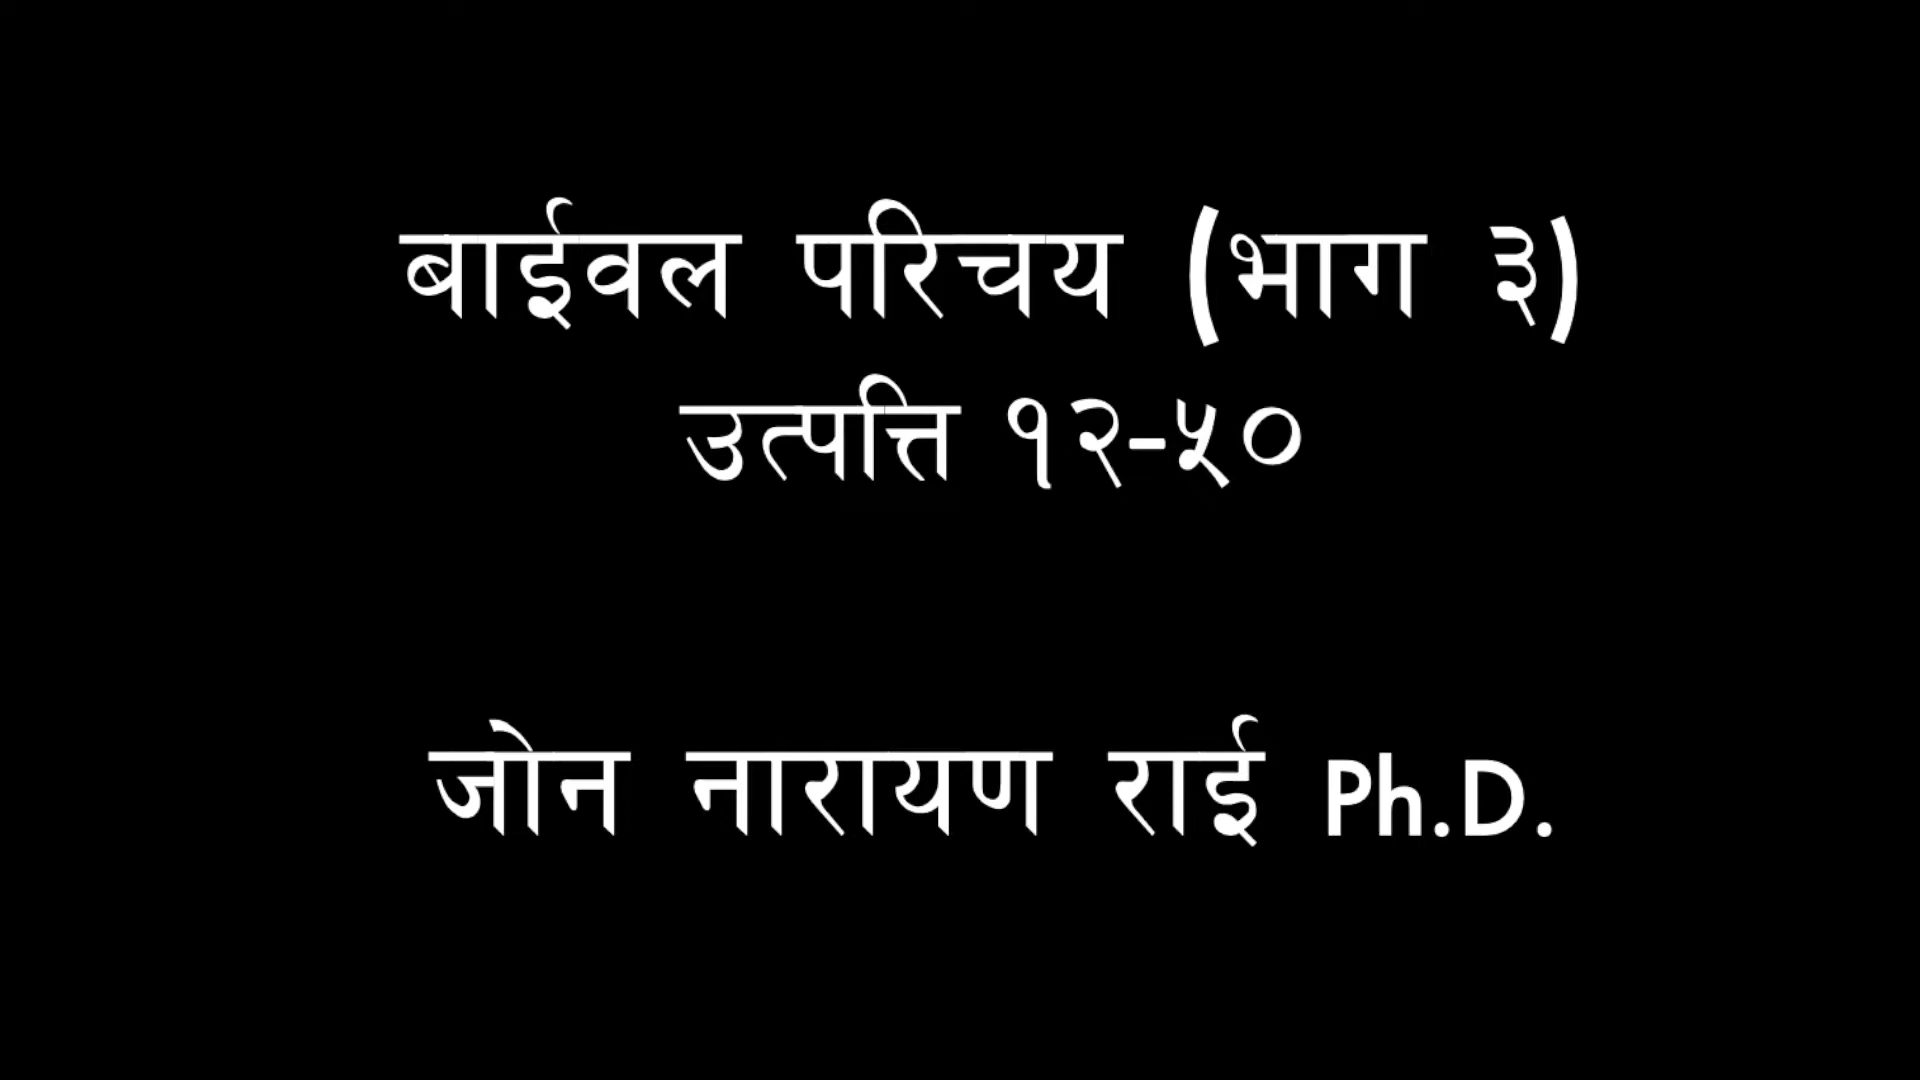 बाईवल परिचय (भाग ३)
उत्पत्ति १२-५०
जोन नारायण राई Ph.D.